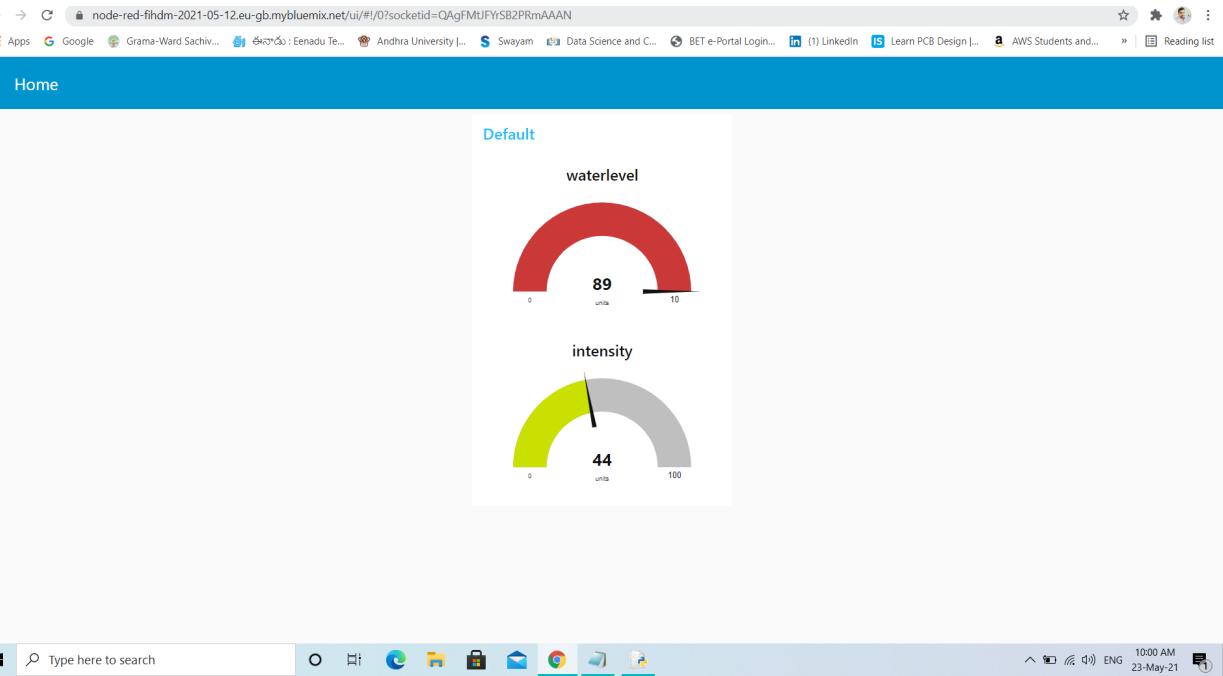 node-red-fihdm-2021-05-12.eu-gb.mybluemix.net/ui/#!/0?socketid=QAgFMtJFYrSB2PRmAAAN
Apps Google Grama-Ward Sachiv... ఈనాడు : Eenadu Te... Andhra University |... Swayam Data Science and C... BET e-Portal Login... (1) LinkedIn Learn PCB Design |... AWS Students and... » Reading list
Home
Default
waterlevel
89
units
0 10
intensity
44
units
0 100
Type here to search
ENG
10:00 AM
23-May-21
1